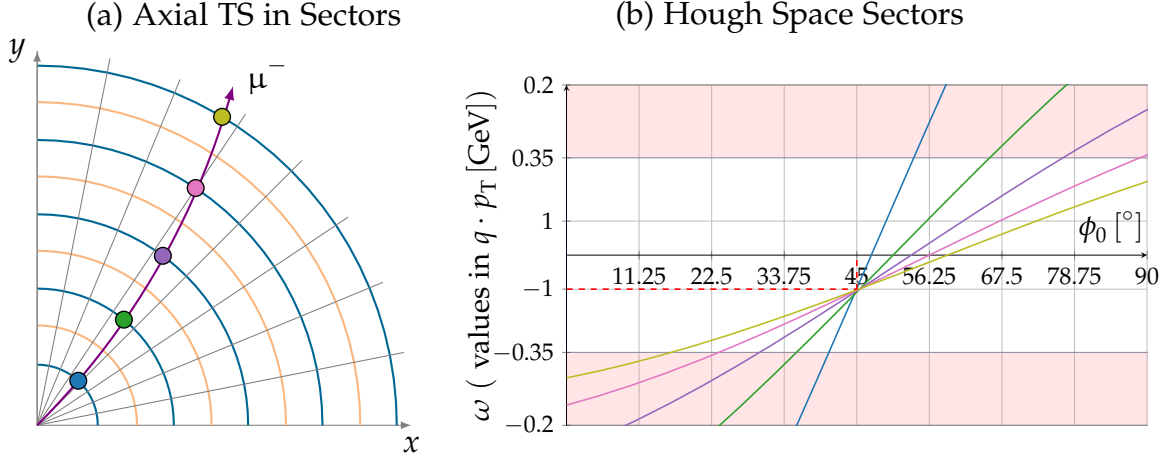 (a) Axial TS in Sectors
y
μ⁻
x
(b) Hough Space Sectors
ω ( values in q · p_T [GeV])
0.2
0.35
1
−1
−0.35
−0.2
ϕ₀ [°]
11.25 22.5 33.75 45 56.25 67.5 78.75 90